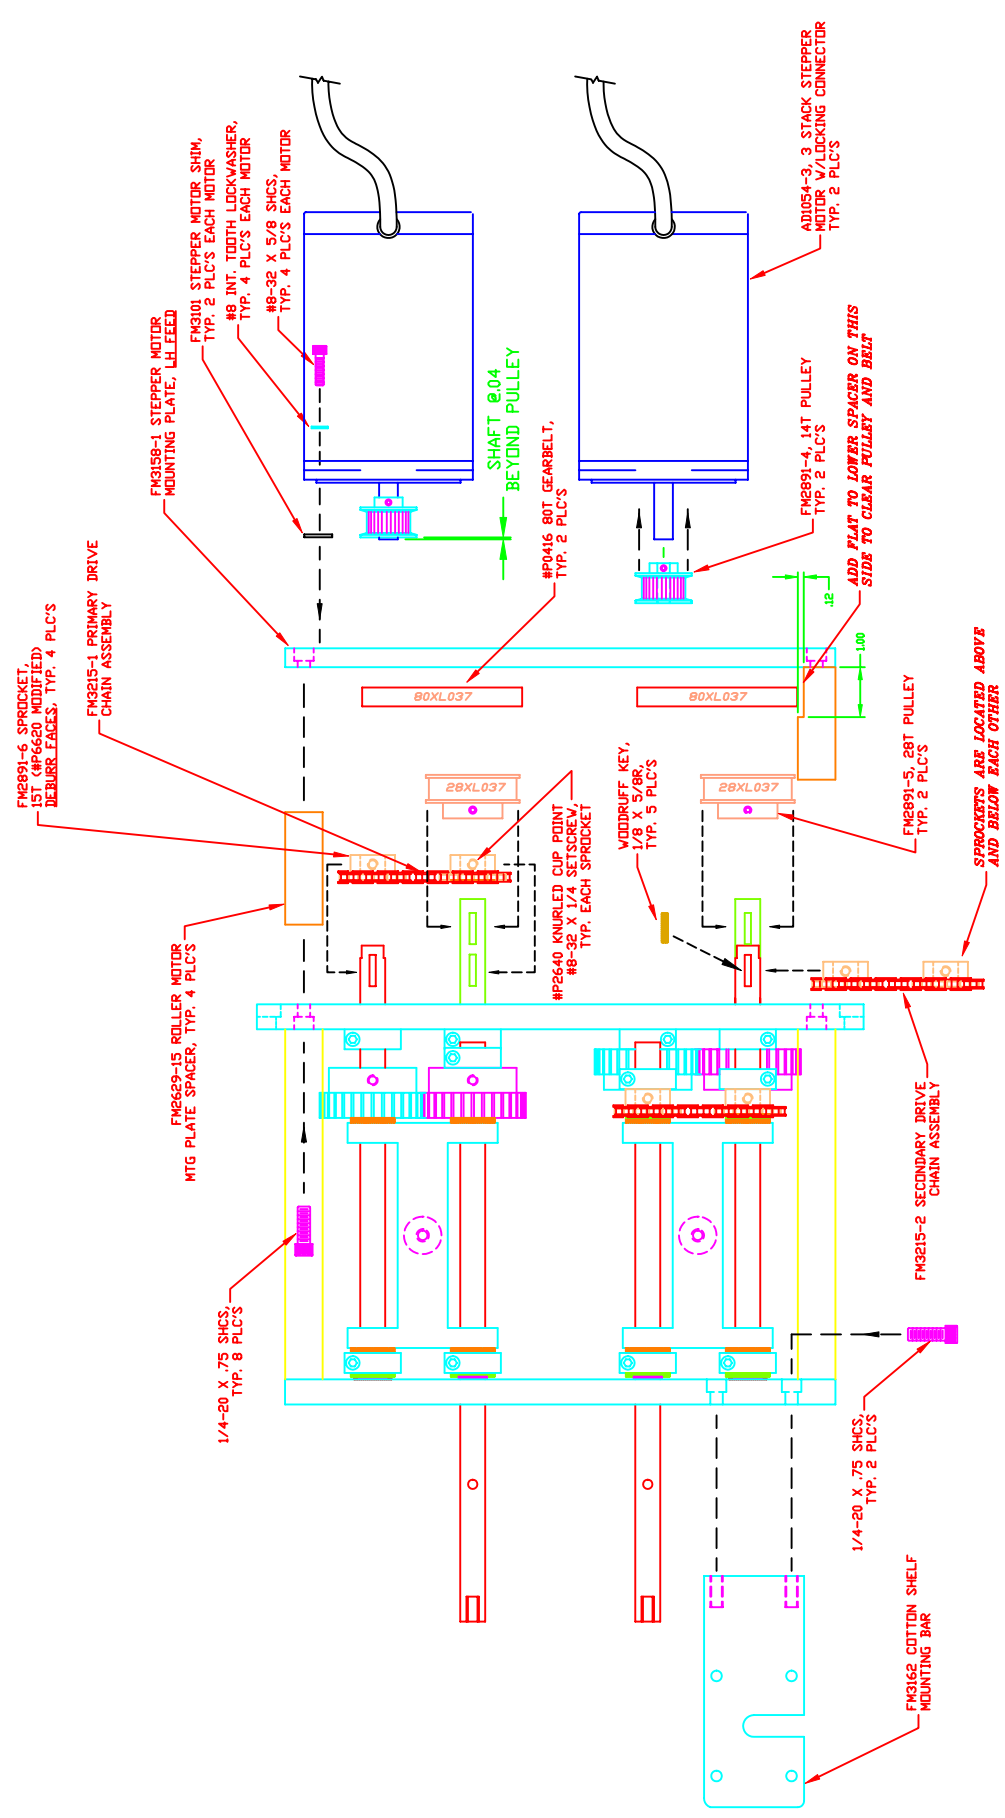 FM2891-6 SPROCKET,
15T (#P6620 MODIFIED)
DEBURR FACES, TYP. 4 PLC'S
FM3215-1 PRIMARY DRIVE
CHAIN ASSEMBLY
FM3158-1 STEPPER MOTOR
MOUNTING PLATE, LH FEED
FM3101 STEPPER MOTOR SHIM,
TYP. 2 PLC'S EACH MOTOR
#8 INT. TOOTH LOCKWASHER,
TYP. 4 PLC'S EACH MOTOR
#8-32 X 5/8 SHCS,
TYP. 4 PLC'S EACH MOTOR
SHAFT @.04
BEYOND PULLEY
#P0416 80T GEARBELT,
TYP. 2 PLC'S
AD1054-3, 3 STACK STEPPER
MOTOR W/LOCKING CONNECTOR
TYP. 2 PLC'S
FM2891-4, 14T PULLEY
TYP. 2 PLC'S
ADD FLAT TO LOWER SPACER ON THIS
SIDE TO CLEAR PULLEY AND BELT
.12
1.00
80XL037
80XL037
28XL037
28XL037
FM2891-5, 28T PULLEY
TYP. 2 PLC'S
SPROCKETS ARE LOCATED ABOVE
AND BELOW EACH OTHER
WOODRUFF KEY,
1/8 X 5/8R,
TYP. 5 PLC'S
#P2640 KNURLED CUP POINT
#8-32 X 1/4 SETSCREW,
TYP. EACH SPROCKET
FM2629-15 ROLLER MOTOR
MTG PLATE SPACER, TYP. 4 PLC'S
FM3215-2 SECONDARY DRIVE
CHAIN ASSEMBLY
1/4-20 X .75 SHCS,
TYP. 8 PLC'S
1/4-20 X .75 SHCS,
TYP. 2 PLC'S
FM3162 COTTON SHELF
MOUNTING BAR